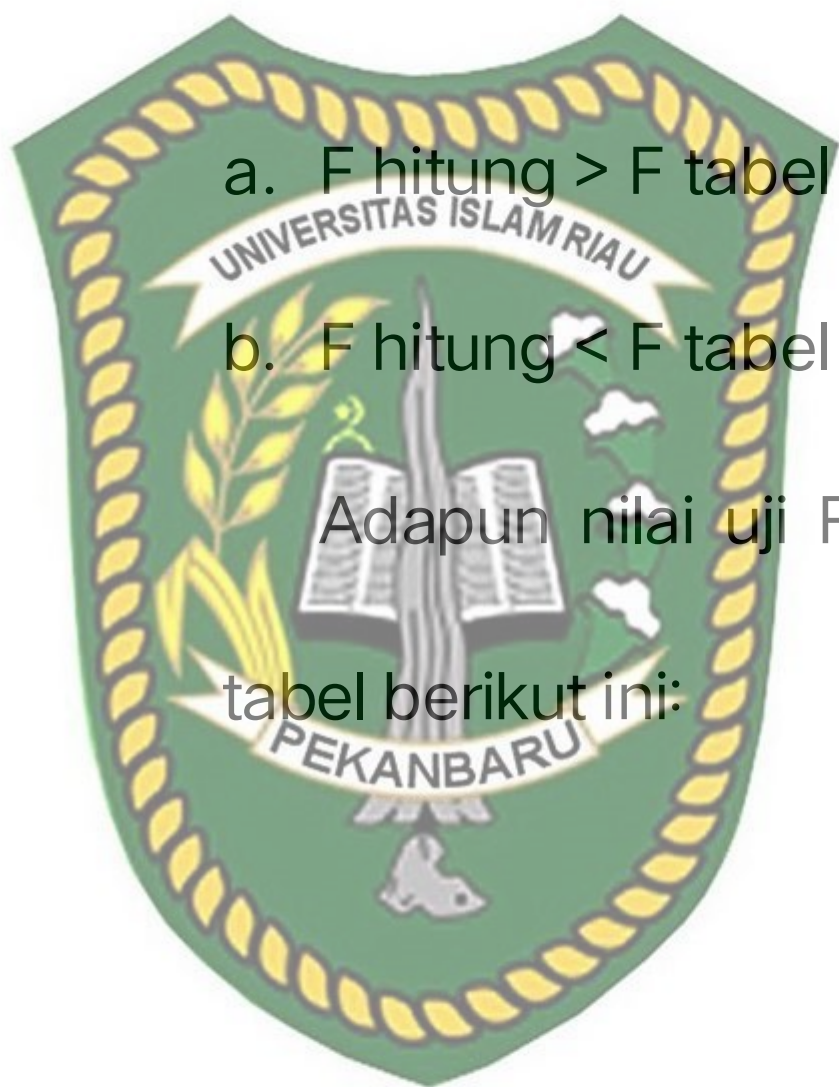 a. F hitung > F tabel
UNIVERSITAS ISLAM RIAU
b. F hitung < F tabel
Adapun nilai uji F
tabel berikut ini:
PEKANBARU